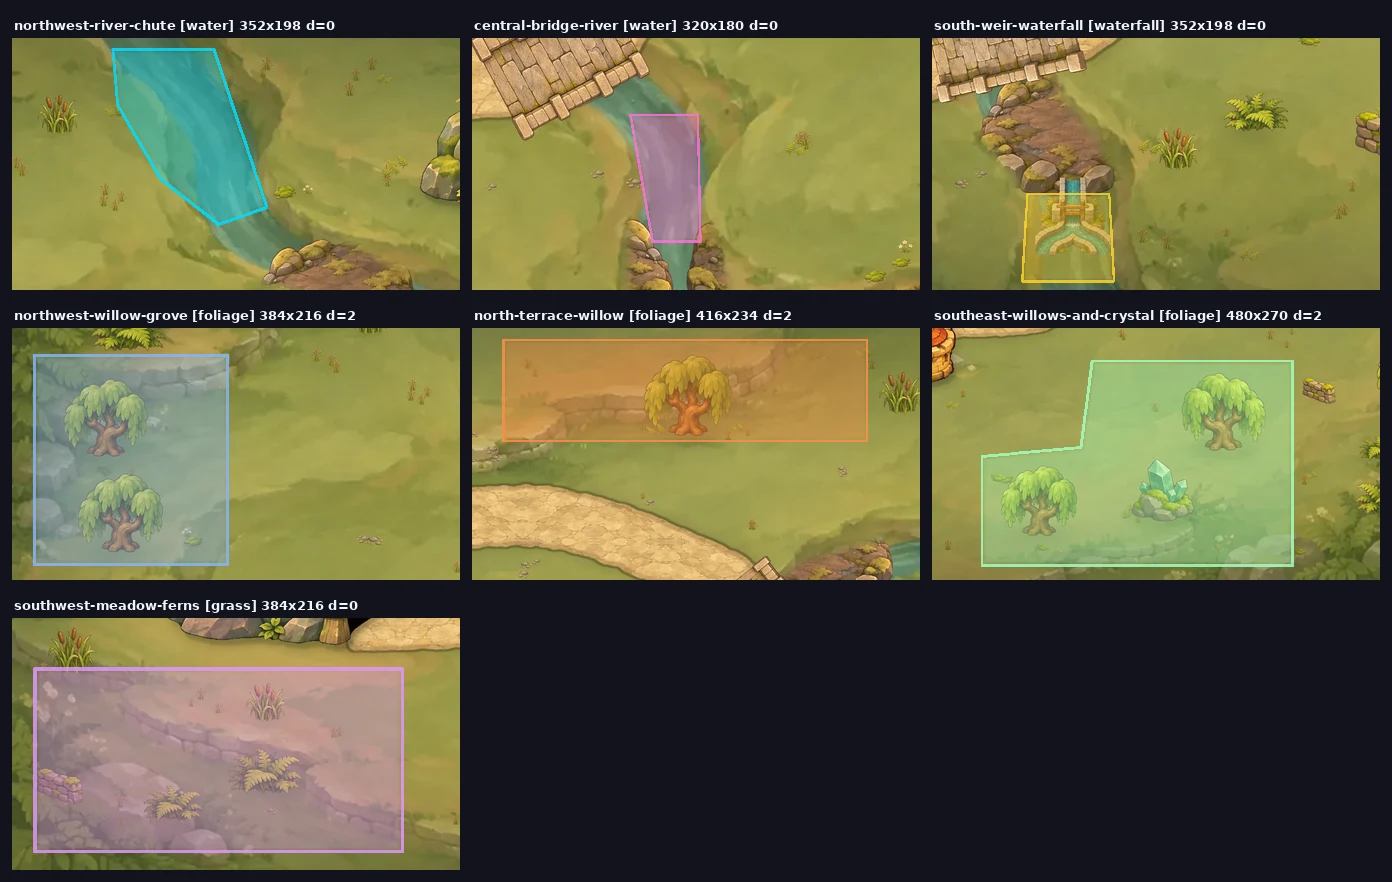 northwest-river-chute [water] 352x198 d=0
central-bridge-river [water] 320x180 d=0
south-weir-waterfall [waterfall] 352x198 d=0
northwest-willow-grove [foliage] 384x216 d=2
north-terrace-willow [foliage] 416x234 d=2
southeast-willows-and-crystal [foliage] 480x270 d=2
southwest-meadow-ferns [grass] 384x216 d=0